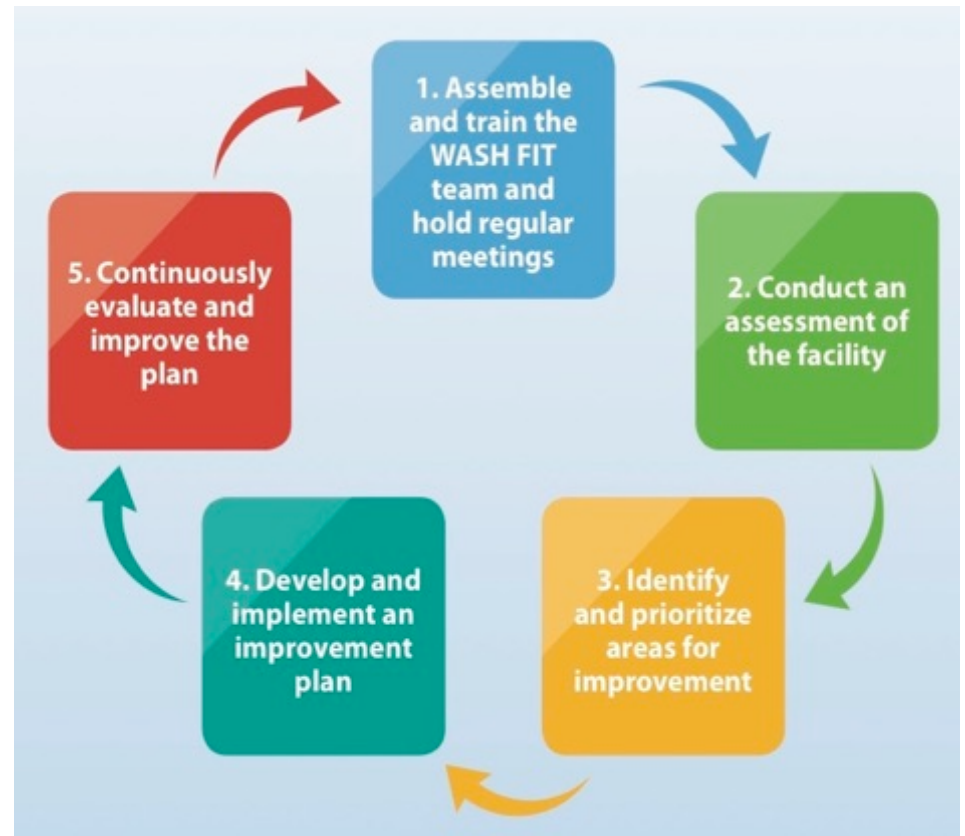 1. Assemble
and train the
WASH FIT
team and
hold regular
meetings
2. Conduct an
assessment of
the facility
3. Identify
and prioritize
areas for
improvement
4. Develop and
implement an
improvement
plan
5. Continuously
evaluate and
improve the
plan